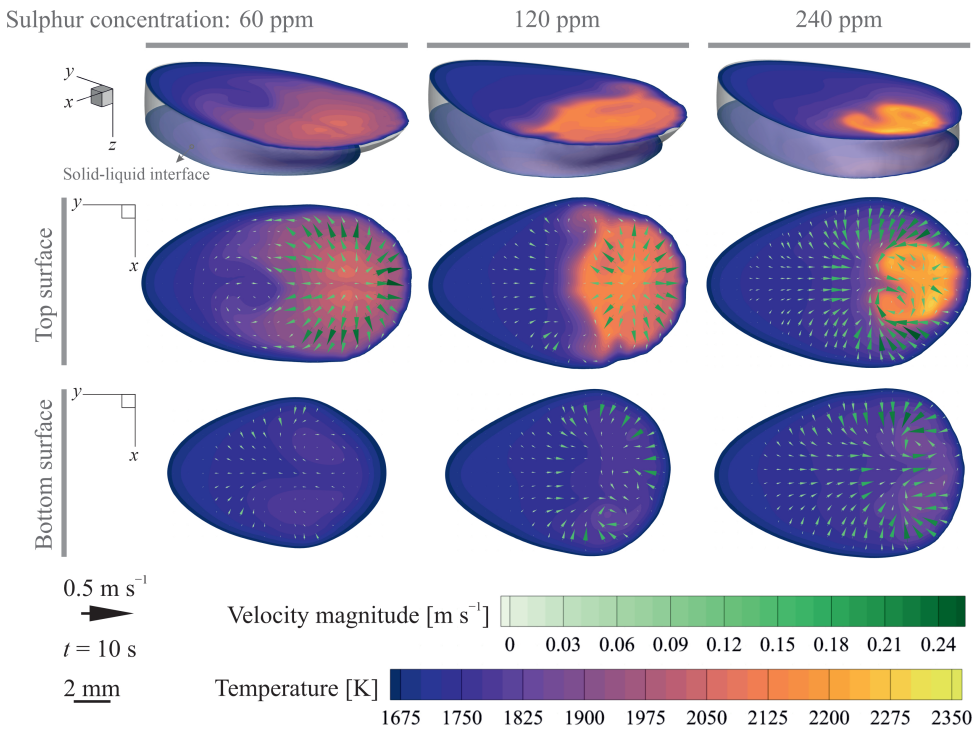 Sulphur concentration: 60 ppm 120 ppm 240 ppm
y
x
z
Solid-liquid interface
Top surface
y
x
Bottom surface
y
x
0.5 m s⁻¹
t = 10 s
2 mm
Velocity magnitude [m s⁻¹]
0 0.03 0.06 0.09 0.12 0.15 0.18 0.21 0.24
Temperature [K]
1675 1750 1825 1900 1975 2050 2125 2200 2275 2350